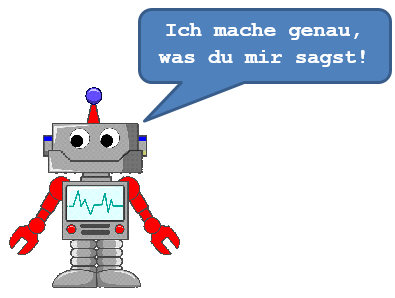 Ich mache genau,
was du mir sagst!